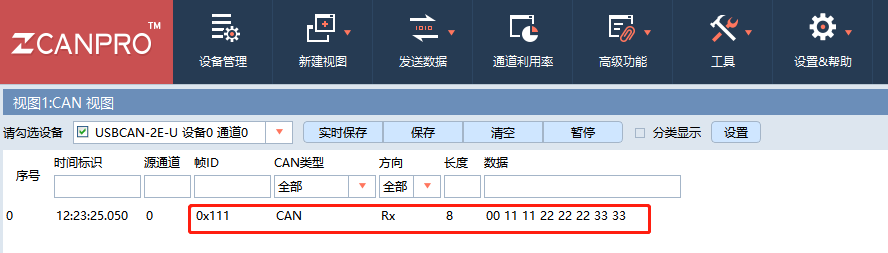 ZCANPRO™
设备管理
新建视图
发送数据
通道利用率
高级功能
工具
设置&帮助
视图1:CAN 视图
请勾选设备 USBCAN-2E-U 设备0 通道0 实时保存 保存 清空 暂停 分类显示 设置
序号 时间标识 源通道 帧ID CAN类型 方向 长度 数据
全部 全部
0 12:23:25.050 0 0x111 CAN Rx 8 00 11 11 22 22 22 33 33